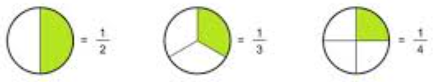 = 1/2 = 1/3 = 1/4